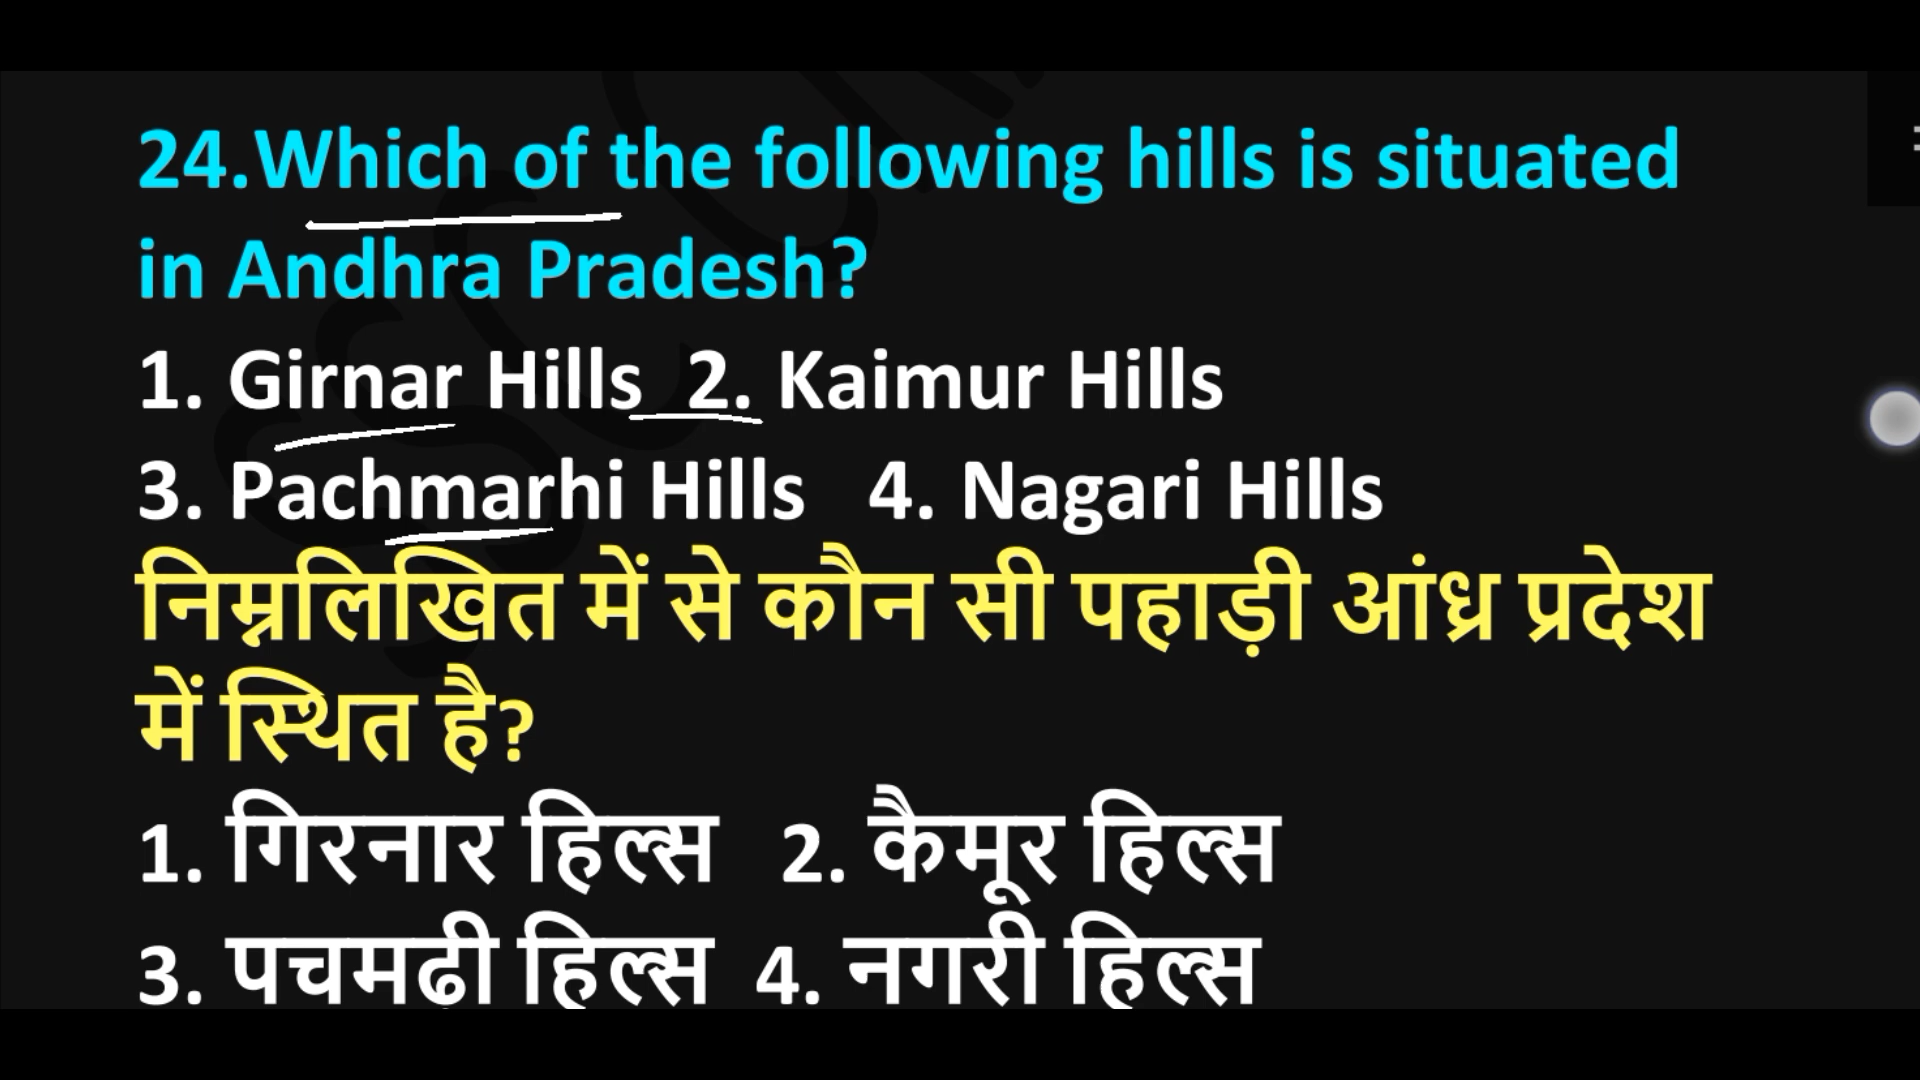 24.Which of the following hills is situated
in Andhra Pradesh?
1. Girnar Hills 2. Kaimur Hills
3. Pachmarhi Hills 4. Nagari Hills
निम्नलिखित में से कौन सी पहाड़ी आंध्र प्रदेश
में स्थित है?
1. गिरनार हिल्स 2. कैमूर हिल्स
3. पचमढी हिल्स 4. नगरी हिल्स